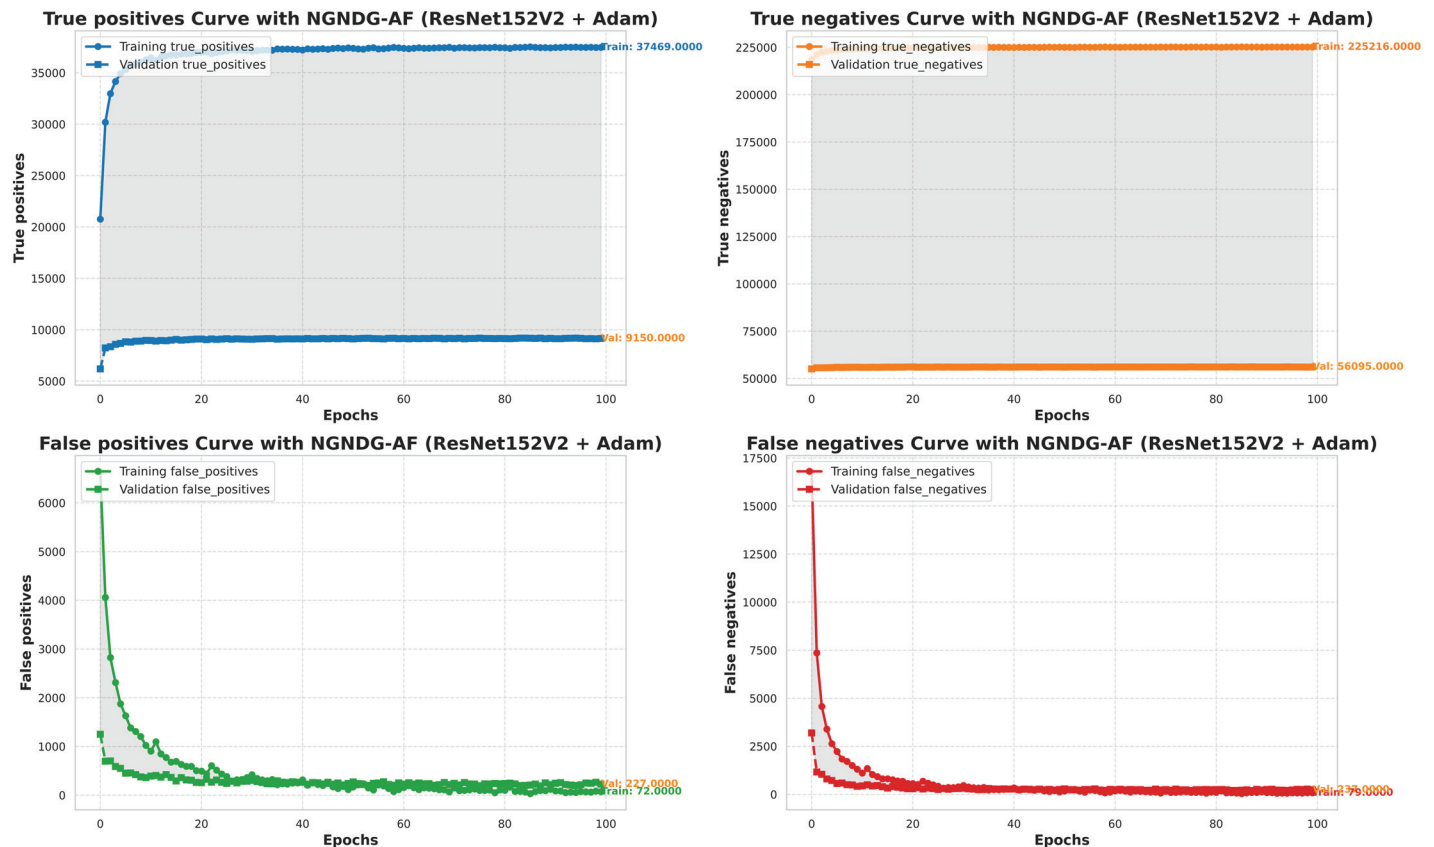 True positives Curve with NGNDG-AF (ResNet152V2 + Adam)
Training true_positives
Validation true_positives
Train: 37469.0000
Val: 9150.0000
35000
30000
25000
20000
15000
10000
5000
True positives
0
20
40
60
80
100
Epochs
True negatives Curve with NGNDG-AF (ResNet152V2 + Adam)
Training true_negatives
Validation true_negatives
Train: 225216.0000
Val: 56095.0000
225000
200000
175000
150000
125000
100000
75000
50000
True negatives
0
20
40
60
80
100
Epochs
False positives Curve with NGNDG-AF (ResNet152V2 + Adam)
Training false_positives
Validation false_positives
Val: 227.0000
Train: 72.0000
6000
5000
4000
3000
2000
1000
0
False positives
0
20
40
60
80
100
Epochs
False negatives Curve with NGNDG-AF (ResNet152V2 + Adam)
Training false_negatives
Validation false_negatives
Train: 79.0000
17500
15000
12500
10000
7500
5000
2500
0
False negatives
0
20
40
60
80
100
Epochs